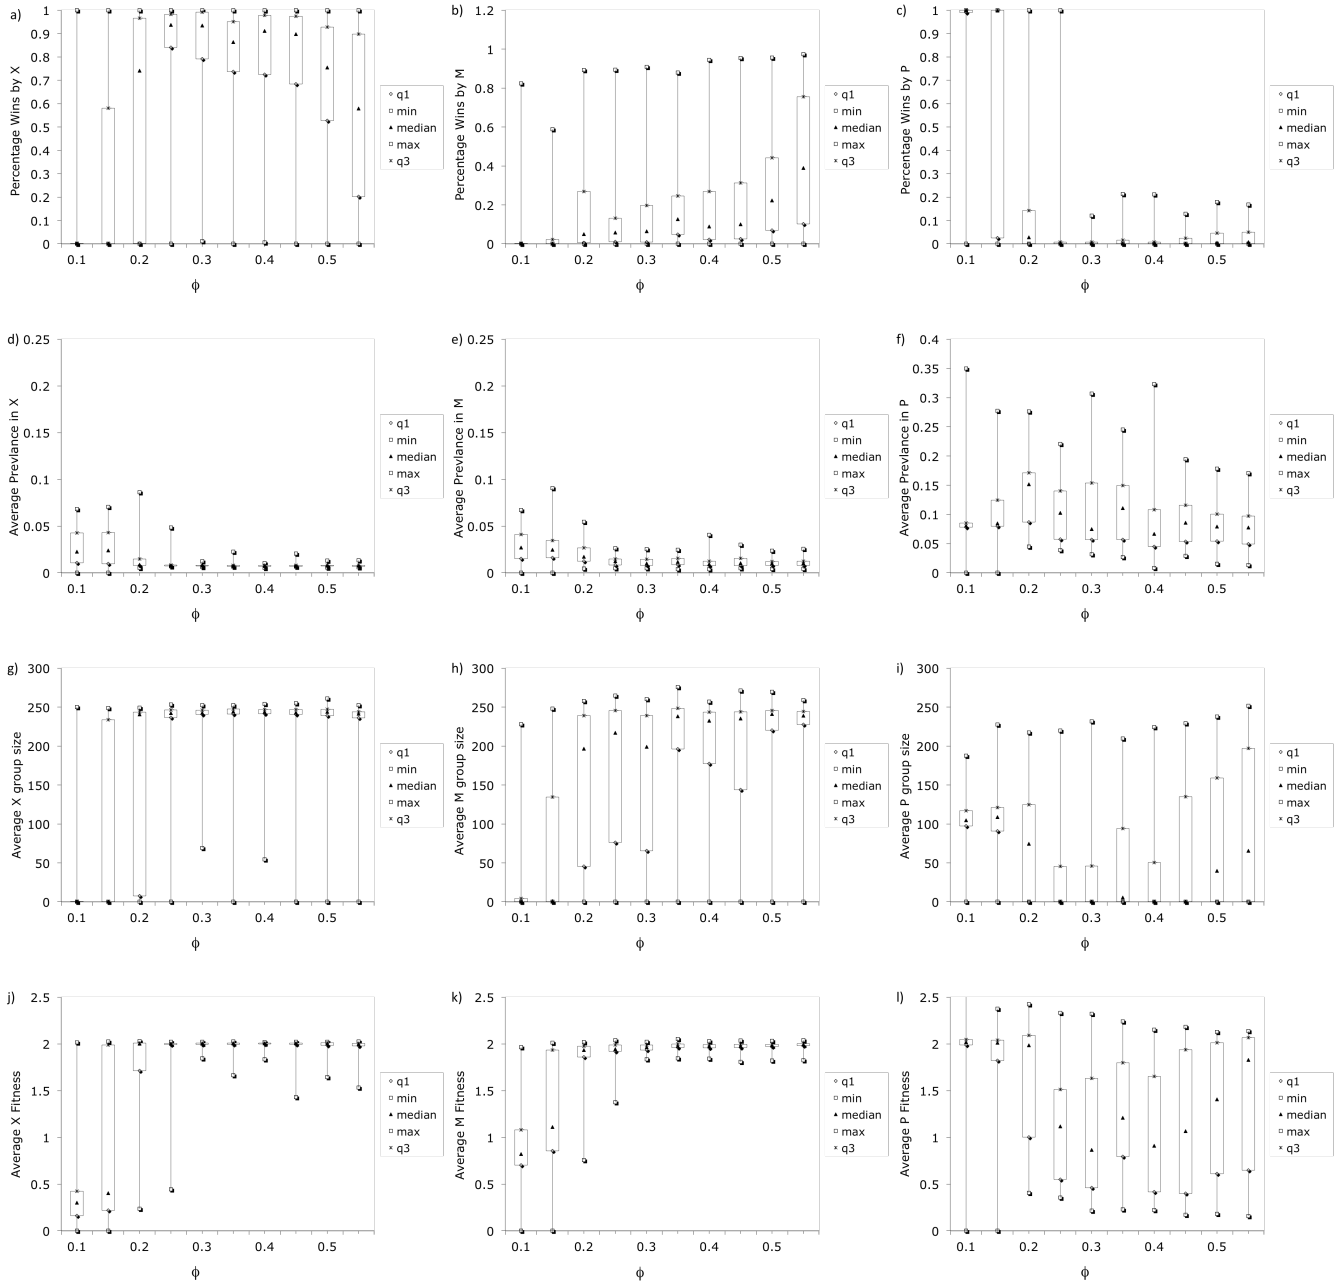 a)
Percentage Wins by X
1
0.9
0.8
0.7
0.6
0.5
0.4
0.3
0.2
0.1
0
0.1 0.2 0.3 0.4 0.5
ϕ
q1
min
median
max
q3
b)
Percentage Wins by M
1.2
1
0.8
0.6
0.4
0.2
0
0.1 0.2 0.3 0.4 0.5
ϕ
q1
min
median
max
q3
c)
Percentage Wins by P
1
0.9
0.8
0.7
0.6
0.5
0.4
0.3
0.2
0.1
0
0.1 0.2 0.3 0.4 0.5
ϕ
q1
min
median
max
q3
d)
Average Prevlance in X
0.25
0.2
0.15
0.1
0.05
0
0.1 0.2 0.3 0.4 0.5
ϕ
q1
min
median
max
q3
e)
Average Prevlance in M
0.25
0.2
0.15
0.1
0.05
0
0.1 0.2 0.3 0.4 0.5
ϕ
q1
min
median
max
q3
f)
Average Prevlance in P
0.4
0.35
0.3
0.25
0.2
0.15
0.1
0.05
0
0.1 0.2 0.3 0.4 0.5
ϕ
q1
min
median
max
q3
g)
Average X group size
300
250
200
150
100
50
0
0.1 0.2 0.3 0.4 0.5
ϕ
q1
min
median
max
q3
h)
Average M group size
300
250
200
150
100
50
0
0.1 0.2 0.3 0.4 0.5
ϕ
q1
min
median
max
q3
i)
Average P group size
300
250
200
150
100
50
0
0.1 0.2 0.3 0.4 0.5
ϕ
q1
min
median
max
q3
j)
Average X Fitness
2.5
2
1.5
1
0.5
0
0.1 0.2 0.3 0.4 0.5
ϕ
q1
min
median
max
q3
k)
Average M Fitness
2.5
2
1.5
1
0.5
0
0.1 0.2 0.3 0.4 0.5
ϕ
q1
min
median
max
q3
l)
Average P Fitness
2.5
2
1.5
1
0.5
0
0.1 0.2 0.3 0.4 0.5
ϕ
q1
min
median
max
q3